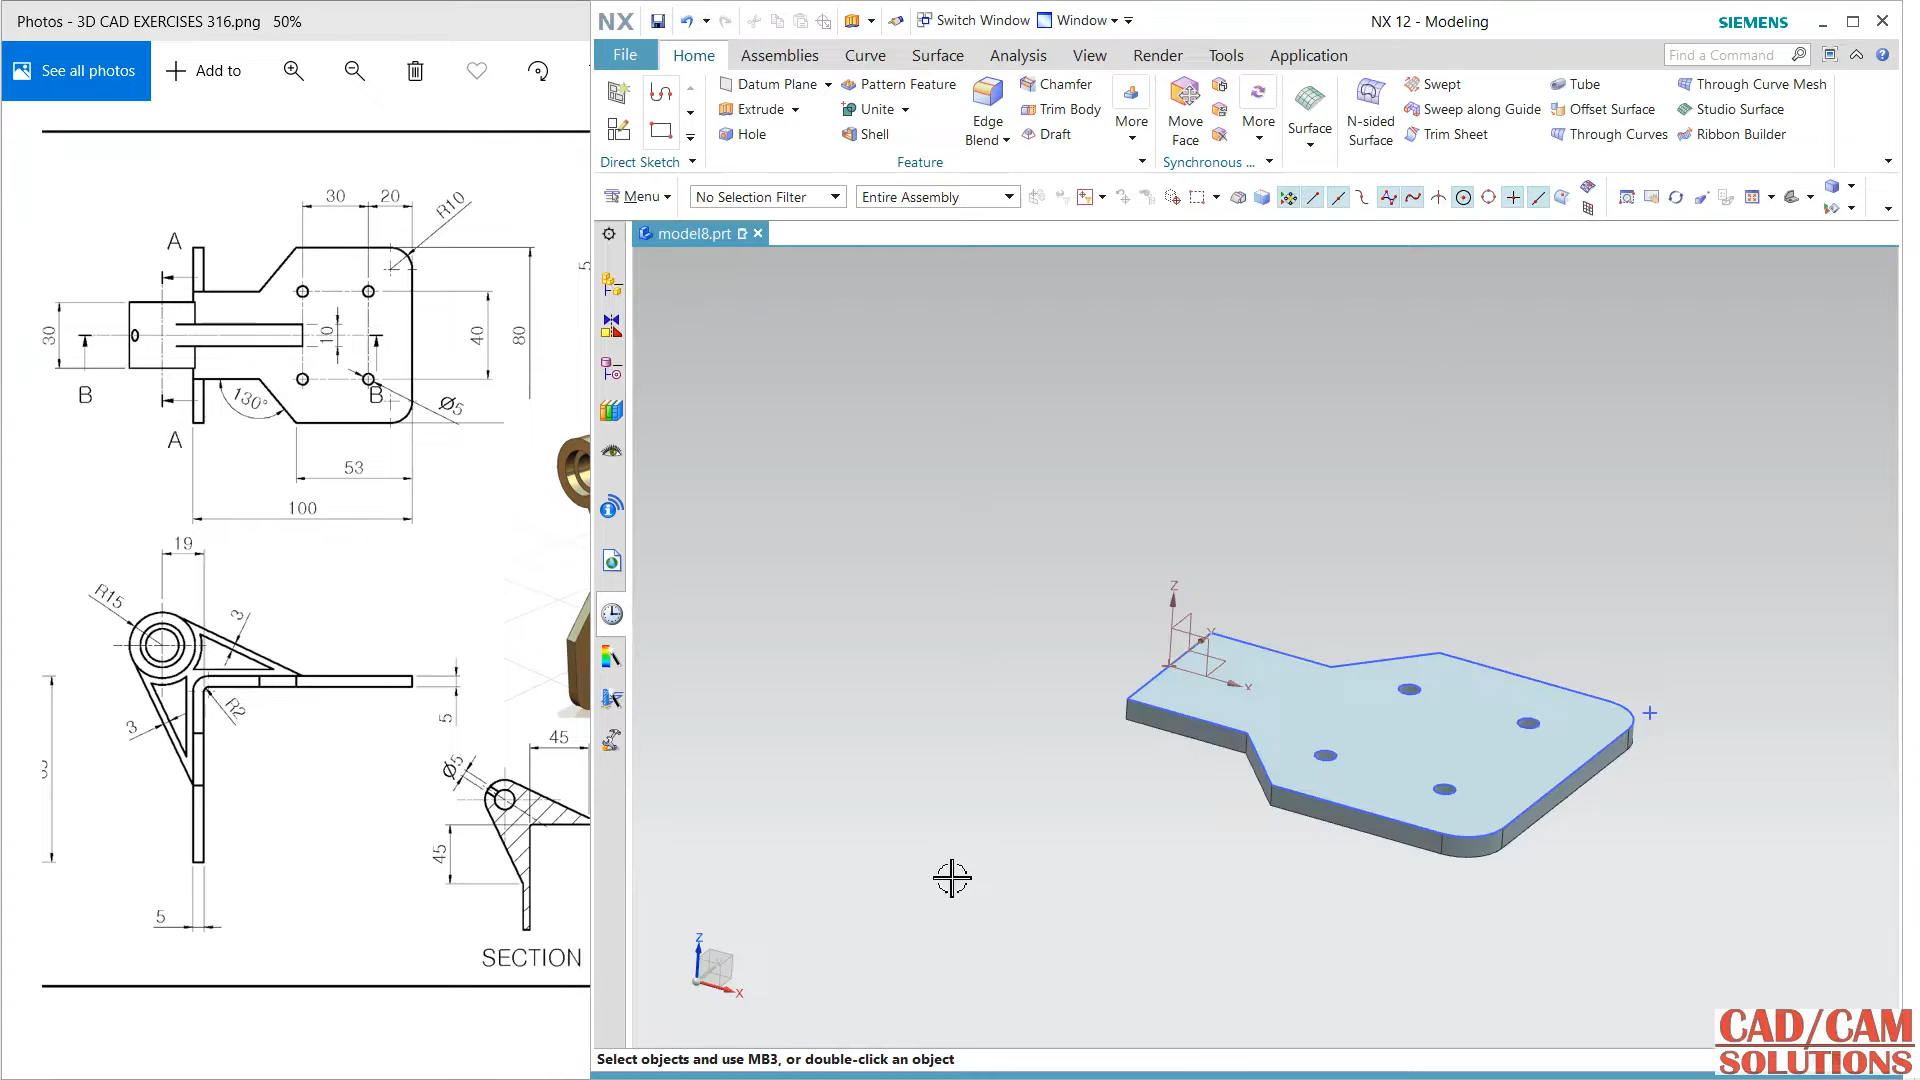 Photos - 3D CAD EXERCISES 316.png   50%
See all photos
Add to
NX
Switch Window
Window
NX 12 - Modeling
SIEMENS
File
Home
Assemblies
Curve
Surface
Analysis
View
Render
Tools
Application
Find a Command
Datum Plane
Pattern Feature
Chamfer
Swept
Tube
Through Curve Mesh
Extrude
Unite
Trim Body
Sweep along Guide
Offset Surface
Studio Surface
Hole
Shell
Edge
Blend
Draft
More
Move
Face
More
Surface
N-sided
Surface
Trim Sheet
Through Curves
Ribbon Builder
Direct Sketch
Feature
Synchronous ...
Menu
No Selection Filter
Entire Assembly
model8.prt
30
20
R10
A
30
10
40
80
B
130°
B
Ø5
A
53
100
19
R15
3
3
R2
5
5
45
Ø5
45
SECTION
Z
Y
X
Z
X
Select objects and use MB3, or double-click an object
CAD/CAM
SOLUTIONS